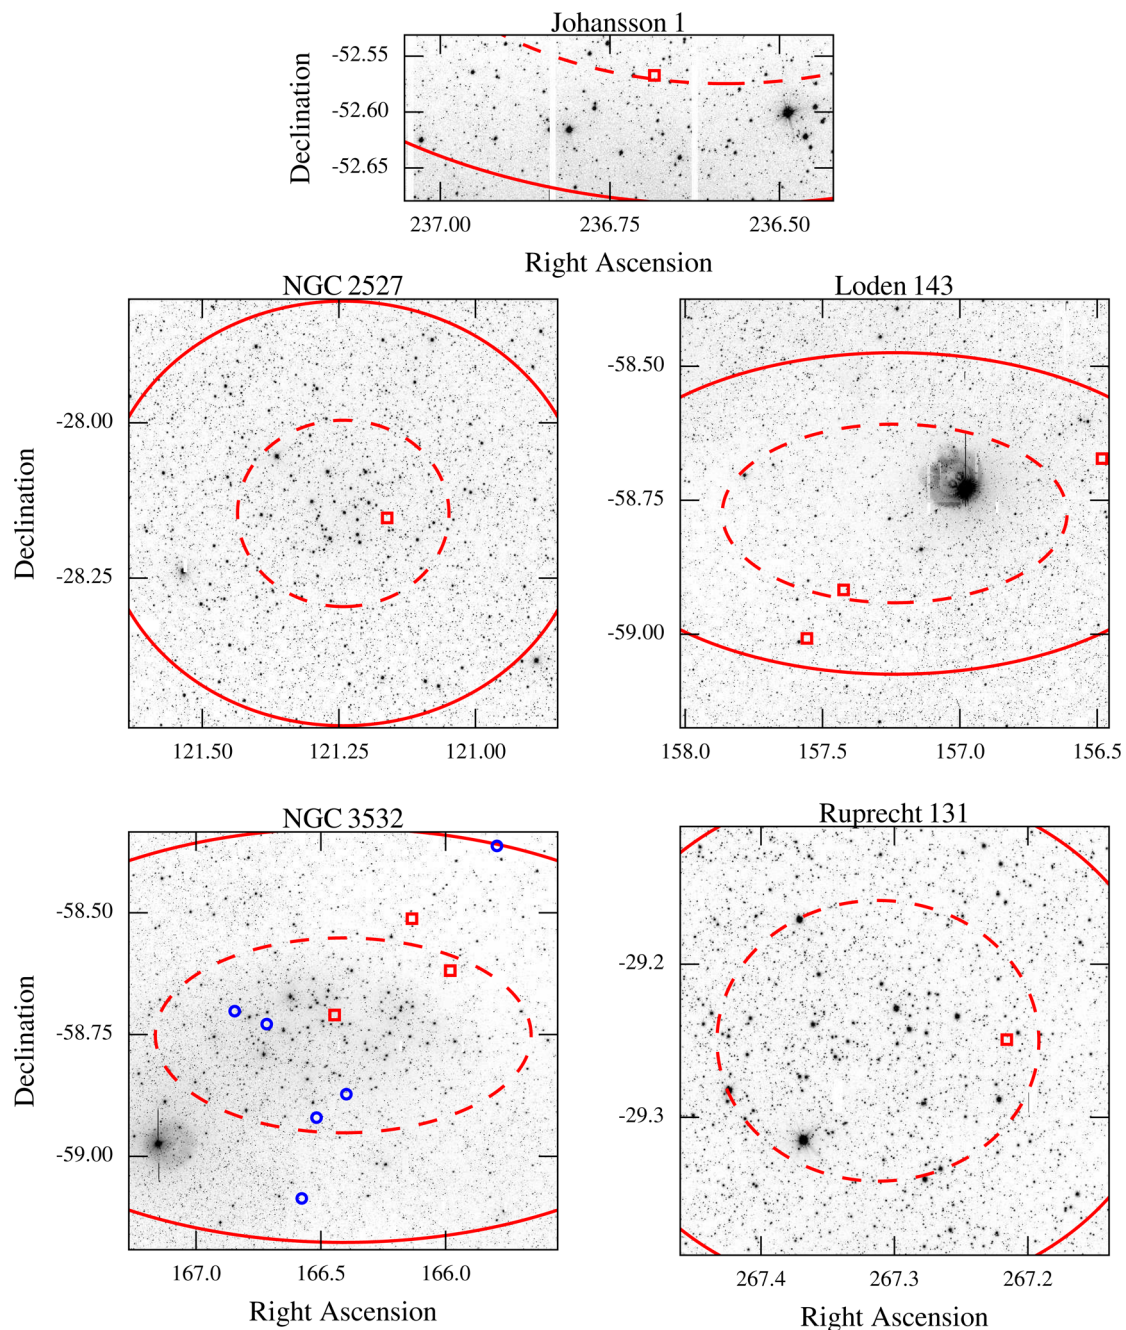 Johansson 1
Declination
-52.55
-52.60
-52.65
237.00 236.75 236.50
Right Ascension
NGC 2527
Declination
-28.00
-28.25
121.50 121.25 121.00
Loden 143
-58.50
-58.75
-59.00
158.0 157.5 157.0 156.5
NGC 3532
Declination
-58.50
-58.75
-59.00
167.0 166.5 166.0
Right Ascension
Ruprecht 131
-29.2
-29.3
267.4 267.3 267.2
Right Ascension